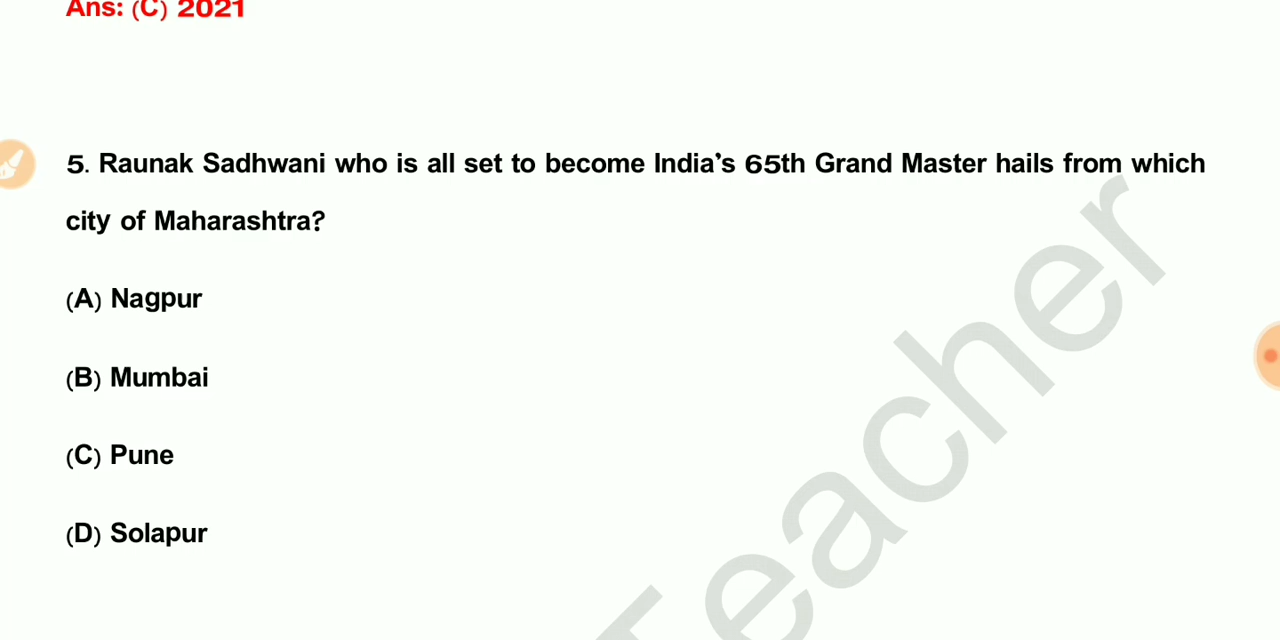 Ans: (C) 2021
5. Raunak Sadhwani who is all set to become India’s 65th Grand Master hails from which
city of Maharashtra?
(A) Nagpur
(B) Mumbai
(C) Pune
(D) Solapur
Teacher